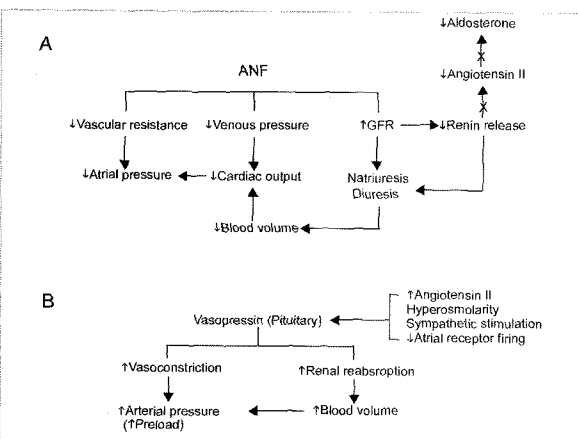 ↓Aldosterone
A
ANF
↓Angiotensin II
↓Vascular resistance ↓Venous pressure ↑GFR ↓Renin release
↓Atrial pressure ↓Cardiac output Natriuresis
Diuresis
↓Blood volume
B
Vasopressin (Pituitary)
↑Angiotensin II
Hyperosmolarity
Sympathetic stimulation
↓Atrial receptor firing
↑Vasoconstriction ↑Renal reabsroption
↑Arterial pressure ↑Blood volume
(↑Preload)